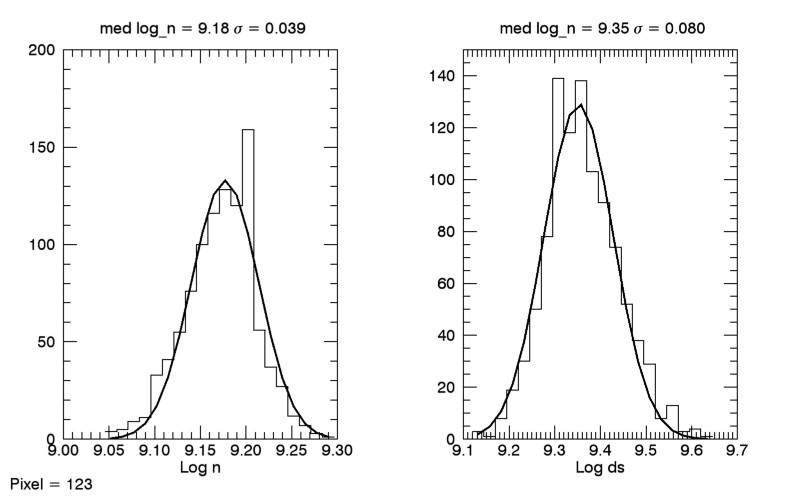 med log_n = 9.18 σ = 0.039
med log_n = 9.35 σ = 0.080
200
150
100
50
0
9.00 9.05 9.10 9.15 9.20 9.25 9.30
Log n
140
120
100
80
60
40
20
0
9.1 9.2 9.3 9.4 9.5 9.6 9.7
Log ds
Pixel = 123